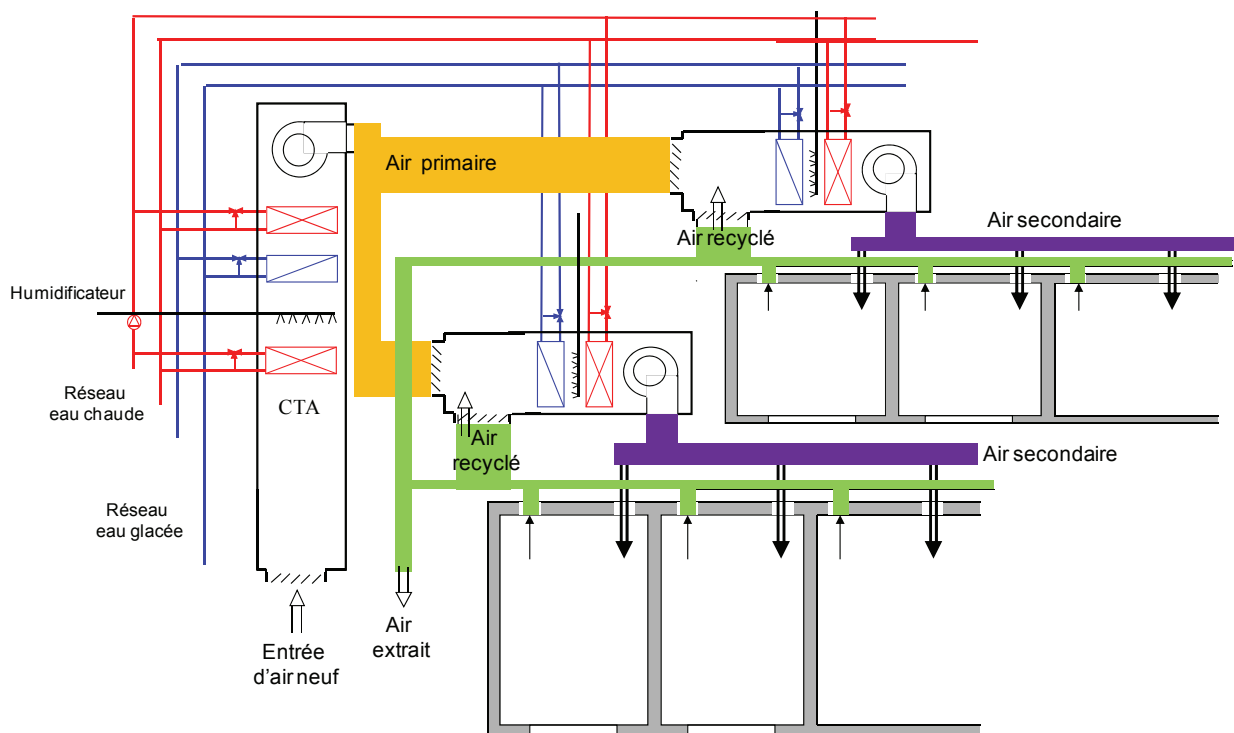 Air primaire
Air secondaire
Air recyclé
Humidificateur
Réseau
eau chaude
CTA
Air
recyclé
Air secondaire
Réseau
eau glacée
Entrée
d'air neuf
Air
extrait